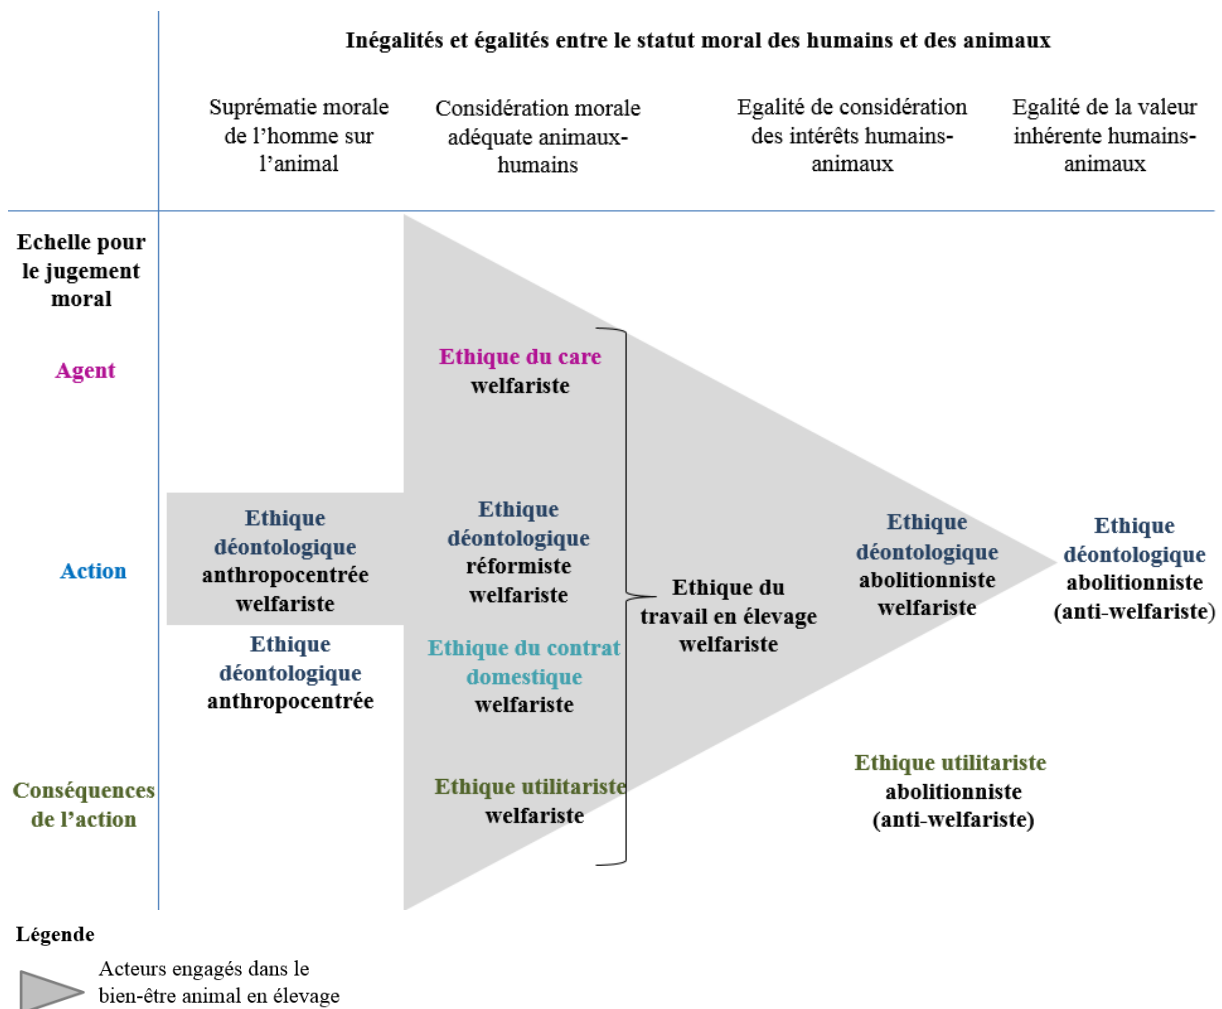 Inégalités et égalités entre le statut moral des humains et des animaux
Suprématie morale
de l’homme sur
l’animal
Considération morale
adéquate animaux-
humains
Egalité de considération
des intérêts humains-
animaux
Egalité de la valeur
inhérente humains-
animaux
Echelle pour
le jugement
moral
Agent
Ethique du care
welfariste
Action
Ethique
déontologique
anthropocentrée
welfariste
Ethique
déontologique
anthropocentrée
Ethique
déontologique
réformiste
welfariste
Ethique du contrat
domestique
welfariste
Ethique du
travail en élevage
welfariste
Ethique
déontologique
abolitionniste
welfariste
Ethique
déontologique
abolitionniste
(anti-welfariste)
Conséquences
de l’action
Ethique utilitariste
welfariste
Ethique utilitariste
abolitionniste
(anti-welfariste)
Légende
Acteurs engagés dans le
bien-être animal en élevage